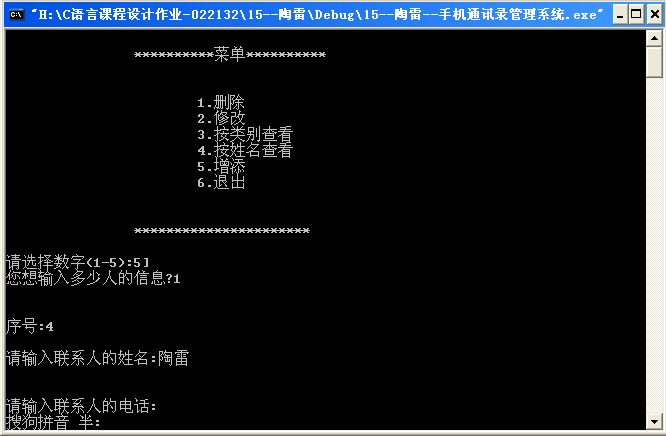 "H:\C语言课程设计作业-022132\15--陶雷\Debug\15--陶雷--手机通讯录管理系统.exe"
**********菜单**********
1.删除
2.修改
3.按类别查看
4.按姓名查看
5.增添
6.退出
**********************
请选择数字(1-5):5]
您想输入多少人的信息?1
序号:4
请输入联系人的姓名:陶雷
请输入联系人的电话:
搜狗拼音 半: